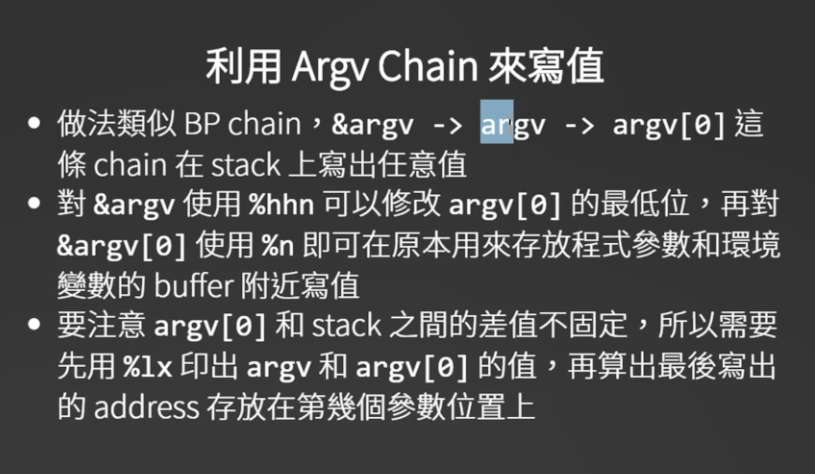 利用 Argv Chain 來寫值
• 做法類似 BP chain，&argv -> argv -> argv[0] 這
條 chain 在 stack 上寫出任意值
• 對 &argv 使用 %hhn 可以修改 argv[0] 的最低位，再對
&argv[0] 使用 %n 即可在原本用來存放程式參數和環境
變數的 buffer 附近寫值
• 要注意 argv[0] 和 stack 之間的差值不固定，所以需要
先用 %lx 印出 argv 和 argv[0] 的值，再算出最後寫出
的 address 存放在第幾個參數位置上